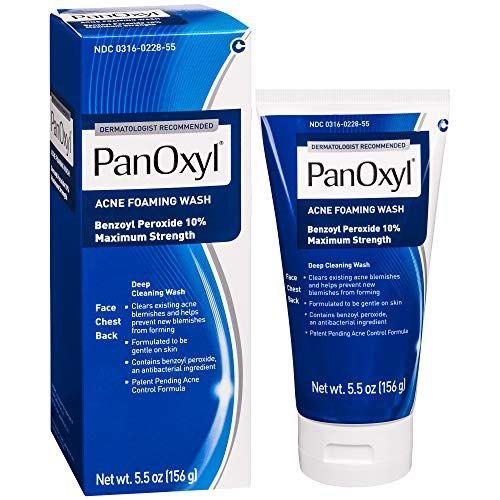 PanOxyl
ACNE FOAMING WASH
NDC 0316-0228-55
DERMATOLOGIST RECOMMENDED
PanOxyl®
ACNE FOAMING WASH
Benzoyl Peroxide 10%
Maximum Strength
Deep
Cleaning Wash
Face
Chest
Back
• Clears existing acne
blemishes and helps
prevent new blemishes
from forming
• Formulated to be
gentle on skin
• Contains benzoyl peroxide,
an antibacterial ingredient
• Patent Pending Acne
Control Formula
Net wt. 5.5 oz (156 g)
NDC 0316-0228-55
DERMATOLOGIST RECOMMENDED
PanOxyl®
ACNE FOAMING WASH
Benzoyl Peroxide 10%
Maximum Strength
Deep Cleaning Wash
Face
Chest
Back
• Clears existing acne blemishes
and helps prevent new
blemishes from forming
• Formulated to be gentle on skin
• Contains benzoyl peroxide,
an antibacterial ingredient
• Patent Pending Acne Control Formula
Net wt. 5.5 oz (156 g)